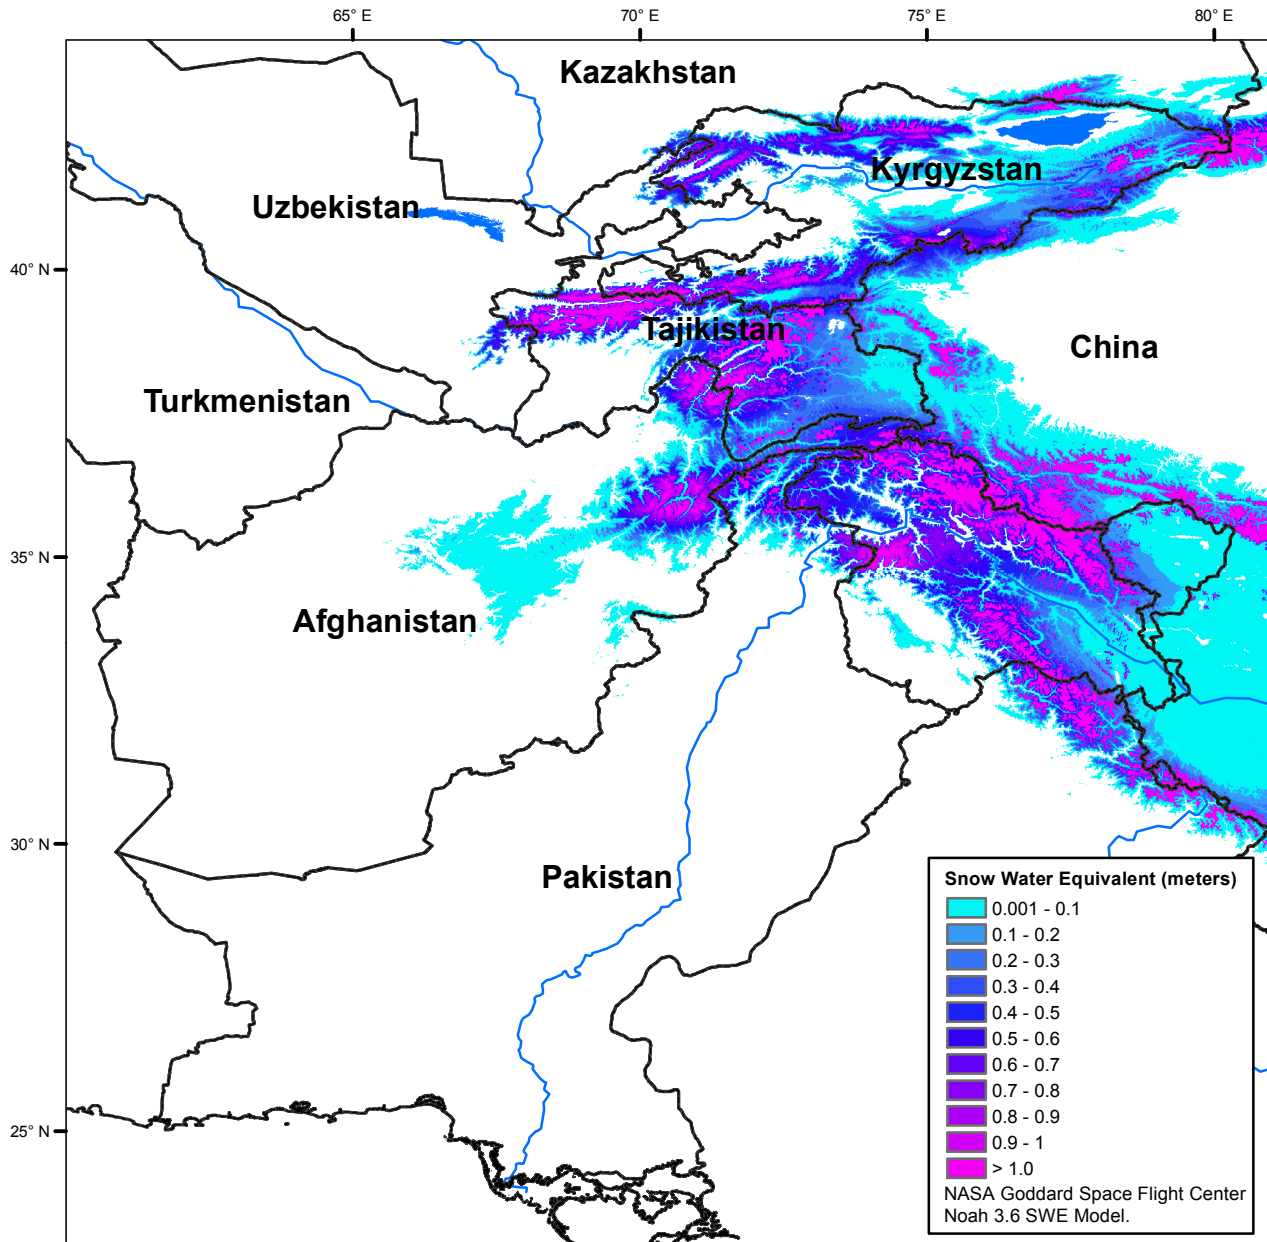 65° E
70° E
75° E
80° E
Kazakhstan
Kyrgyzstan
Uzbekistan
40° N
Tajikistan
China
Turkmenistan
35° N
Afghanistan
30° N
Pakistan
25° N
Snow Water Equivalent (meters)
0.001 - 0.1
0.1 - 0.2
0.2 - 0.3
0.3 - 0.4
0.4 - 0.5
0.5 - 0.6
0.6 - 0.7
0.7 - 0.8
0.8 - 0.9
0.9 - 1
> 1.0
NASA Goddard Space Flight Center
Noah 3.6 SWE Model.